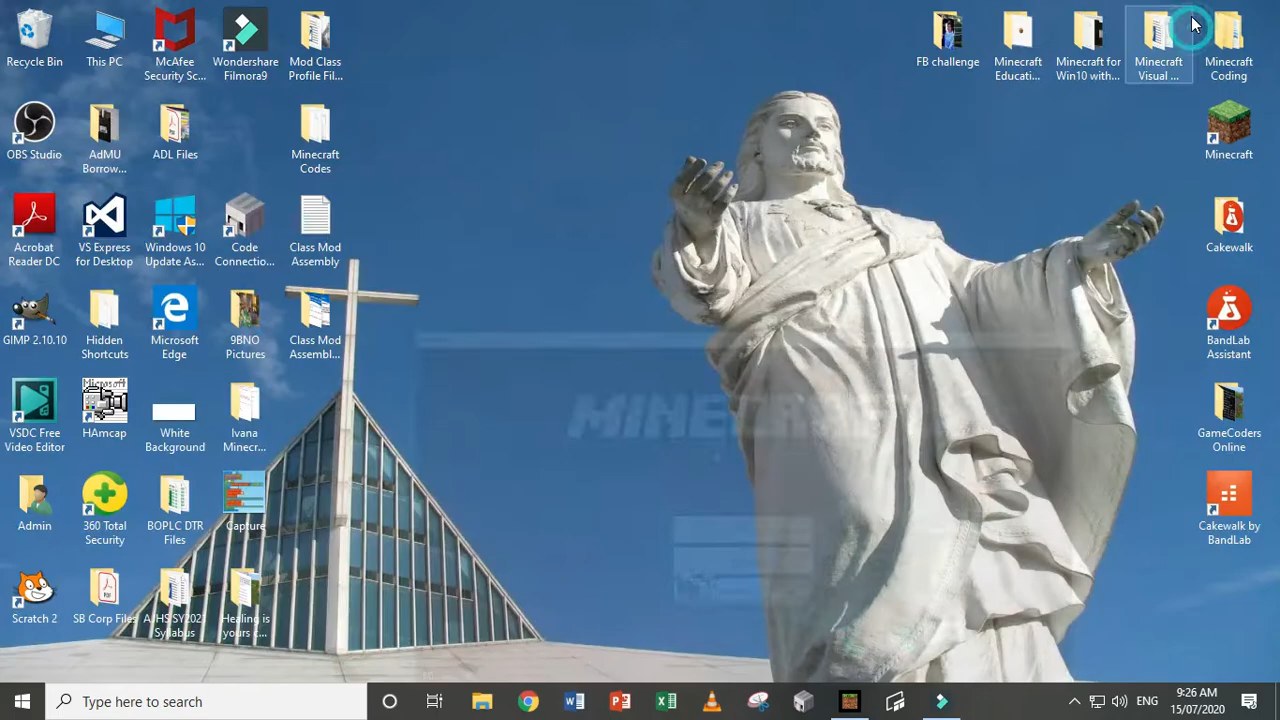 Recycle Bin
This PC
McAfee
Security Sc...
Wondershare
Filmora9
Mod Class
Profile Fil...
FB challenge
Minecraft
Educati...
Minecraft for
Win10 with...
Minecraft
Visual ...
Minecraft
Coding
OBS Studio
AdMU
Borrow...
ADL Files
Minecraft
Codes
Minecraft
Acrobat
Reader DC
VS Express
for Desktop
Windows 10
Update As...
Code
Connectio...
Class Mod
Assembly
Cakewalk
GIMP 2.10.10
Hidden
Shortcuts
Microsoft
Edge
9BNO
Pictures
Class Mod
Assembl...
BandLab
Assistant
MINECRAFT
VSDC Free
Video Editor
Microsoft
HAmcap
White
Background
Ivana
Minecr...
GameCoders
Online
Admin
360 Total
Security
BOPLC DTR
Files
Capture
Cakewalk by
BandLab
Scratch 2
SB Corp Files
AJHS SY2021
Syllabus
Healing is
yours c...
Type here to search
ENG
9:26 AM
15/07/2020